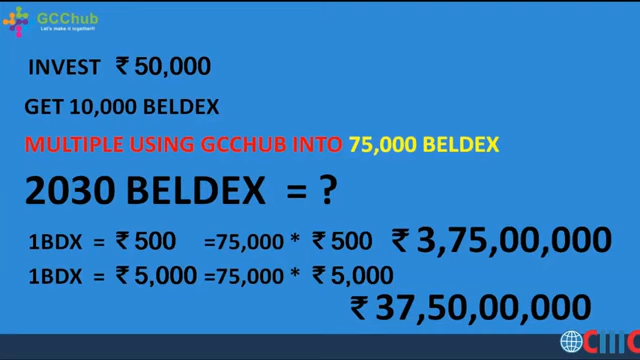 GCChub
Let's make it together!!
INVEST ₹ 50,000
GET 10,000 BELDEX
MULTIPLE USING GCCHUB INTO 75,000 BELDEX
2030 BELDEX = ?
1BDX = ₹ 500 =75,000 * ₹ 500 ₹ 3,75,00,000
1BDX = ₹ 5,000 =75,000 * ₹ 5,000
₹ 37,50,00,000